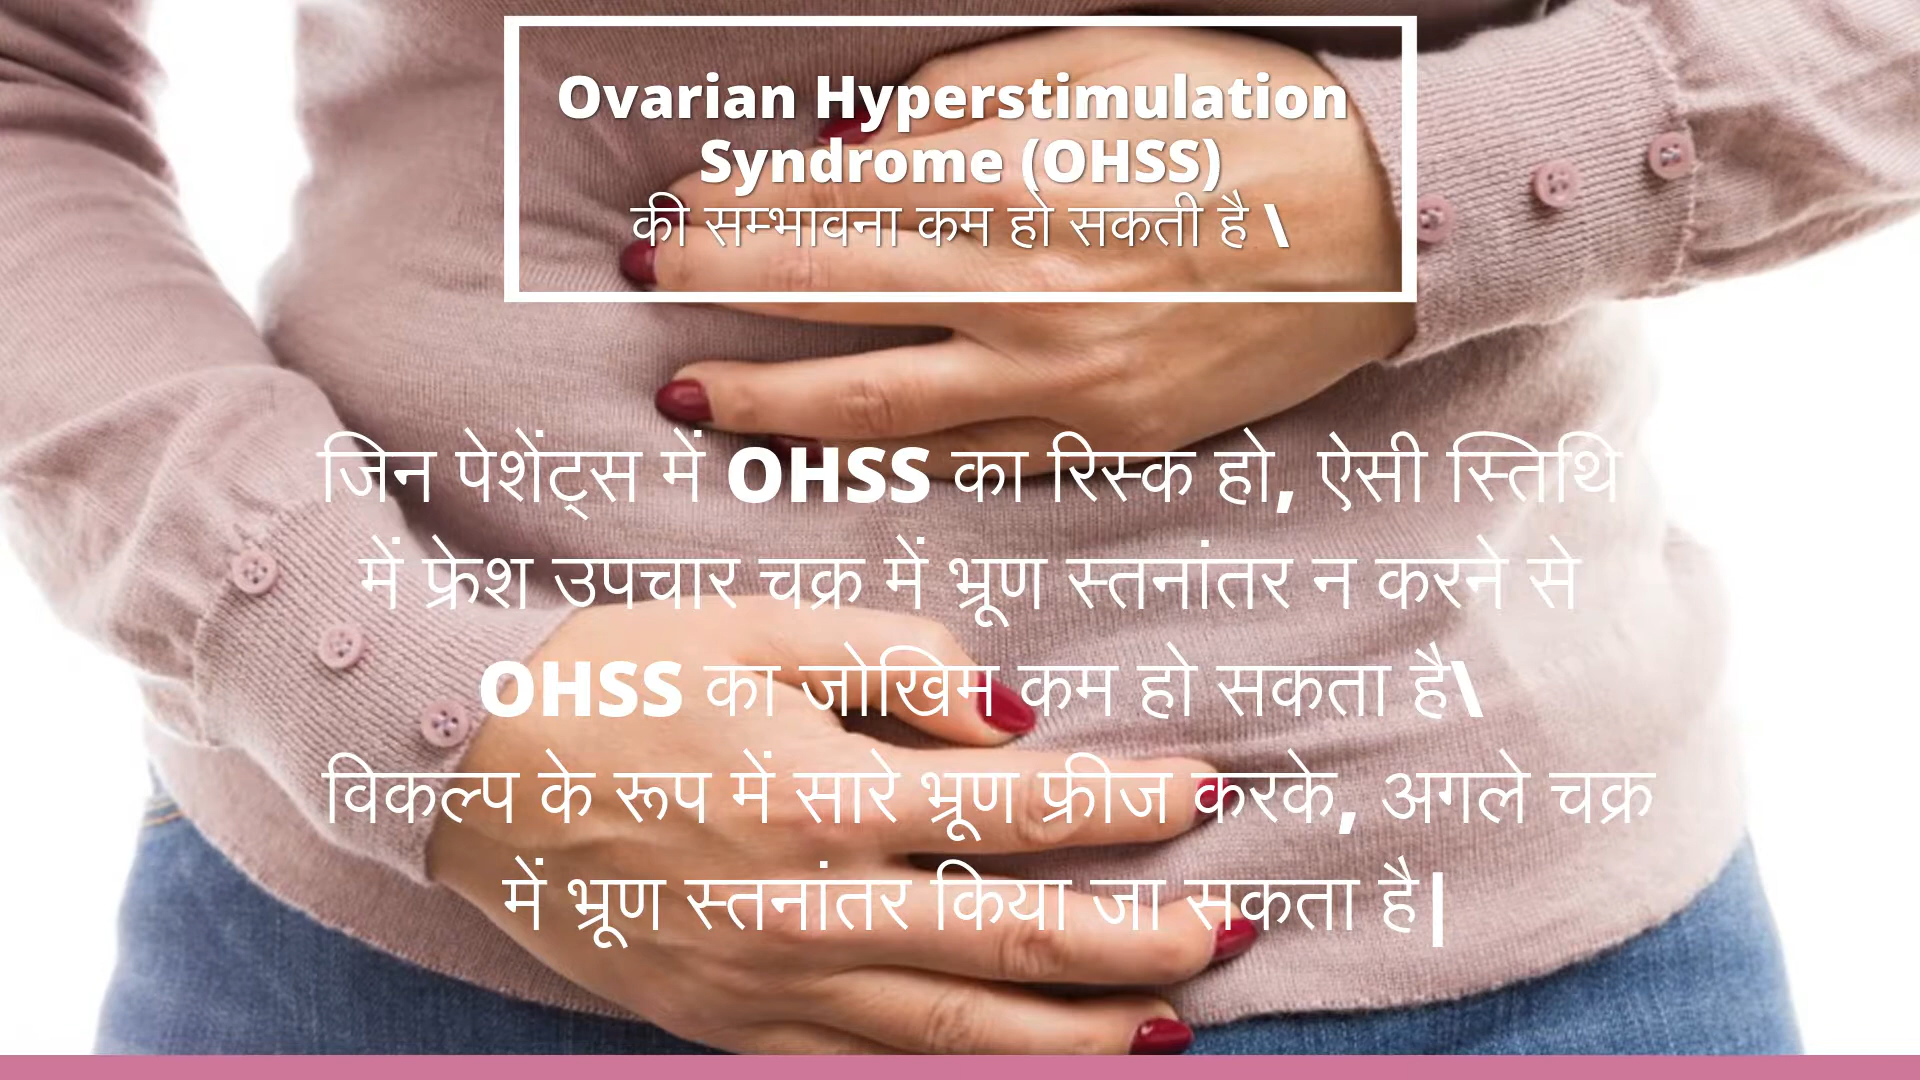 Ovarian Hyperstimulation
Syndrome (OHSS)
की सम्भावना कम हो सकती है \
जिन पेशेंट्स में OHSS का रिस्क हो, ऐसी स्तिथि
में फ्रेश उपचार चक्र में भ्रूण स्तनांतर न करने से
OHSS का जोखिम कम हो सकता है\
विकल्प के रूप में सारे भ्रूण फ्रीज करके, अगले चक्र
में भ्रूण स्तनांतर किया जा सकता है|